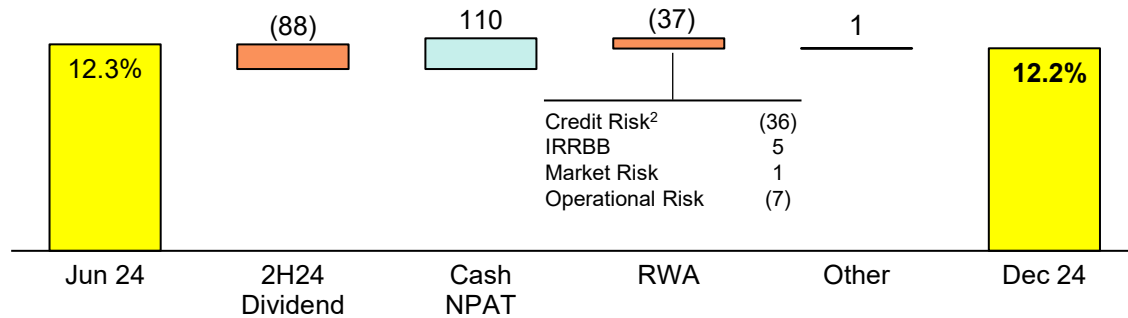 (88) 110 (37) 1
12.3% 12.2%
Credit Risk2 (36)
IRRBB 5
Market Risk 1
Operational Risk (7)
Jun 24 2H24 Cash RWA Other Dec 24
Dividend NPAT